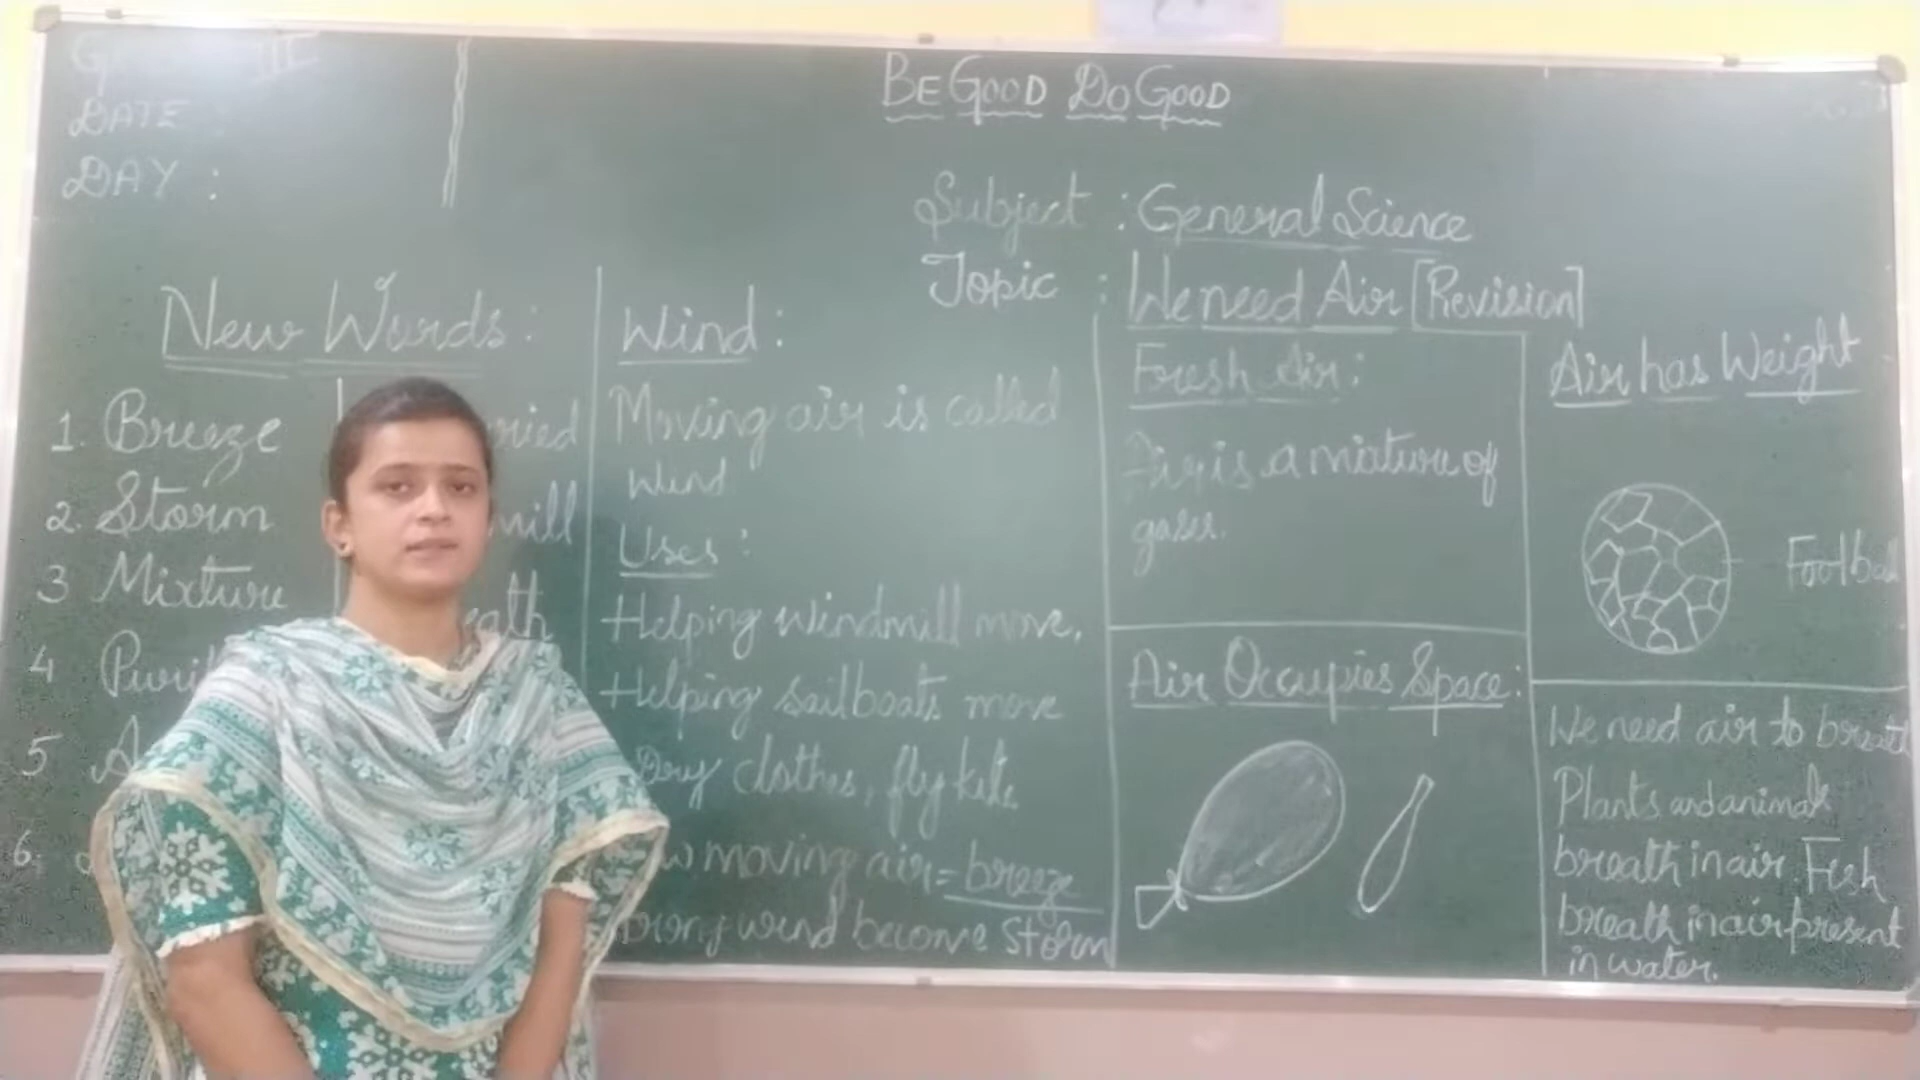 III
DATE :
DAY :
BE GOOD DO GOOD
Subject : General Science
Topic : We need Air [Revision]
New Words :
1. Breeze
2. Storm
3 Mixture
4
5
6.
Wind :
Moving air is called
wind
Uses :
Helping windmill move,
Helping sailboats move
Dry clothes, fly kite,
moving air = breeze
wind become Storm
Fresh Air :
Air is a mixture of
gases.
Air Occupies Space :
Air has Weight
Football
We need air to breath
Plants and animals
breath in air. Fish
breath in air present
in water.